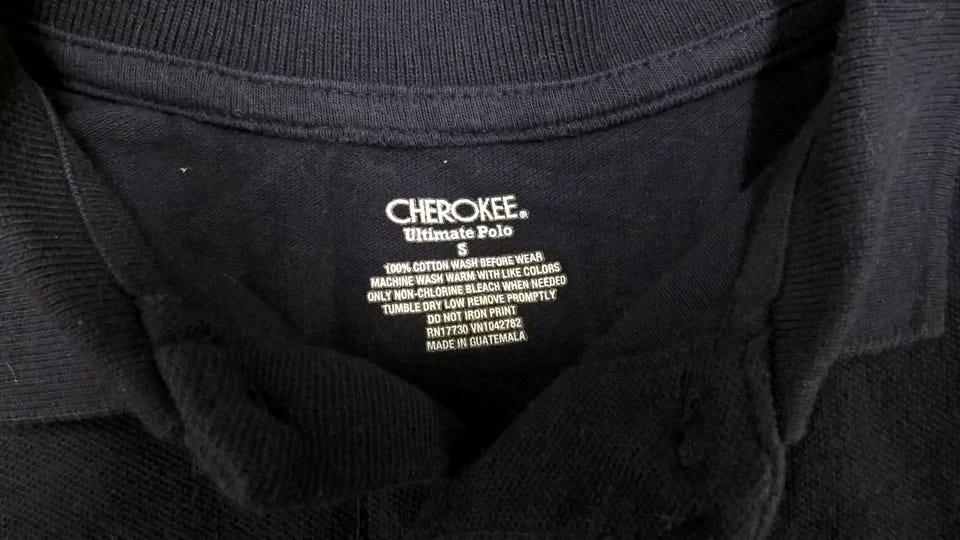 CHEROKEE®
Ultimate Polo
S
100% COTTON WASH BEFORE WEAR
MACHINE WASH WARM WITH LIKE COLORS
ONLY NON-CHLORINE BLEACH WHEN NEEDED
TUMBLE DRY LOW REMOVE PROMPTLY
DO NOT IRON PRINT
RN17730 VN1042782
MADE IN GUATEMALA